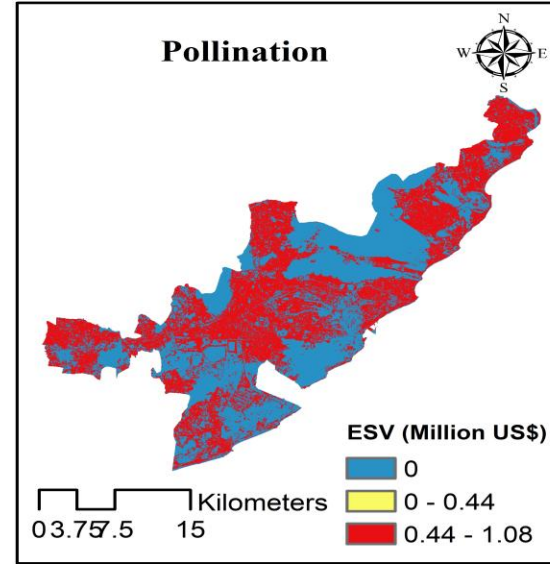 Pollination
N
W E
S
ESV (Million US$)
0
0 - 0.44
0.44 - 1.08
Kilometers
0 3.75 7.5 15